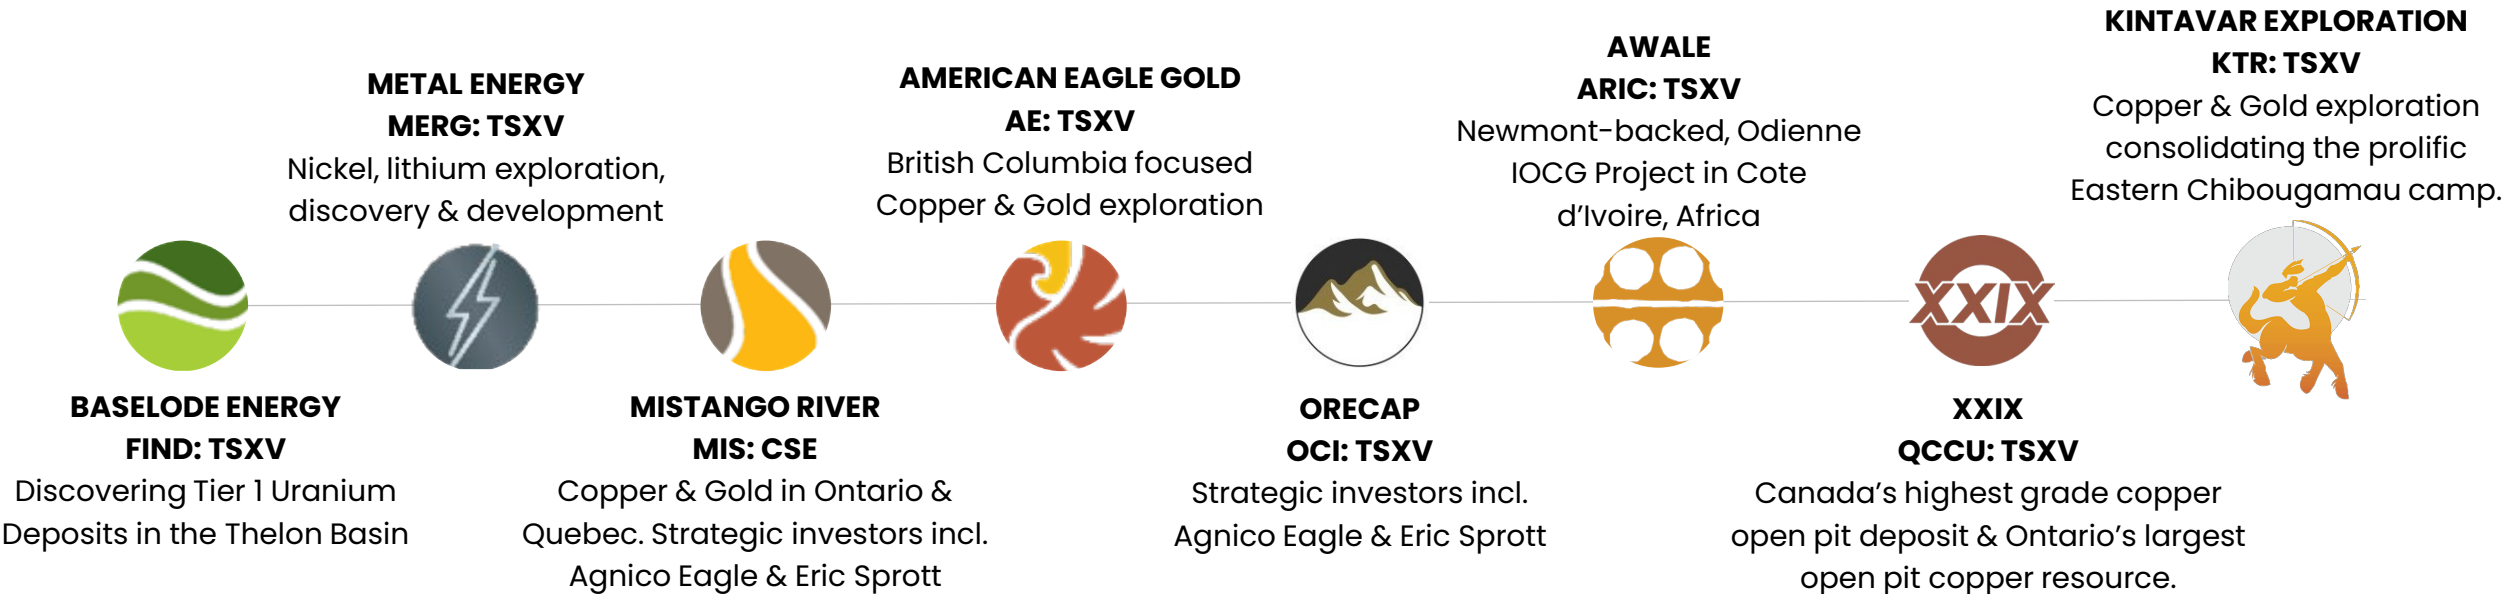 BASELODE ENERGY
FIND: TSXV
Discovering Tier 1 Uranium
Deposits in the Thelon Basin
METAL ENERGY
MERG: TSXV
Nickel, lithium exploration,
discovery & development
MISTANGO RIVER
MIS: CSE
Copper & Gold in Ontario &
Quebec. Strategic investors incl.
Agnico Eagle & Eric Sprott
AMERICAN EAGLE GOLD
AE: TSXV
British Columbia focused
Copper & Gold exploration
ORECAP
OCI: TSXV
Strategic investors incl.
Agnico Eagle & Eric Sprott
AWALE
ARIC: TSXV
Newmont-backed, Odienne
IOCG Project in Cote
d’Ivoire, Africa
XXIX
XXIX
QCCU: TSXV
Canada’s highest grade copper
open pit deposit & Ontario’s largest
open pit copper resource.
KINTAVAR EXPLORATION
KTR: TSXV
Copper & Gold exploration
consolidating the prolific
Eastern Chibougamau camp.